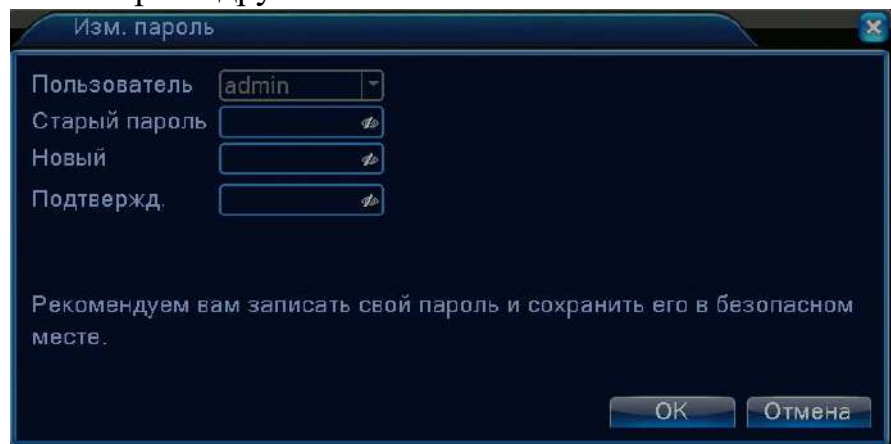 Изм. пароль
Пользователь admin
Старый пароль
Новый
Подтвержд.
Рекомендуем вам записать свой пароль и сохранить его в безопасном
месте.
OK Отмена